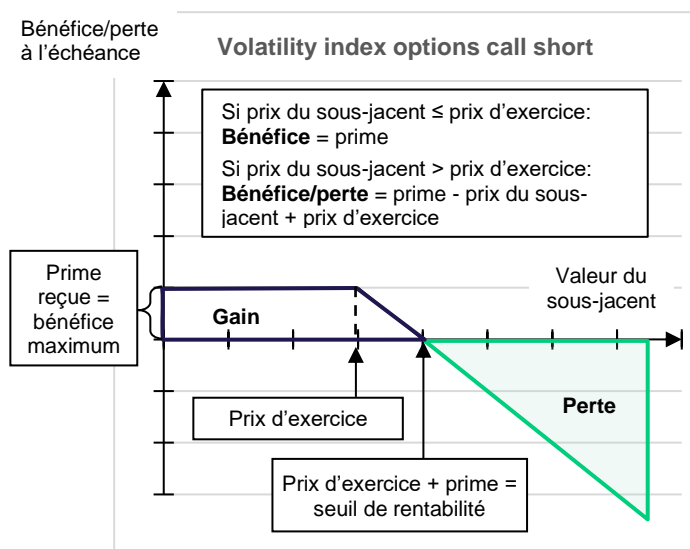 Bénéfice/perte
à l'échéance
Volatility index options call short
Si prix du sous-jacent ≤ prix d'exercice:
Bénéfice = prime
Si prix du sous-jacent > prix d'exercice:
Bénéfice/perte = prime - prix du sous-
jacent + prix d'exercice
Prime
reçue =
bénéfice
maximum
Valeur du
sous-jacent
Gain
Prix d'exercice
Perte
Prix d'exercice + prime =
seuil de rentabilité